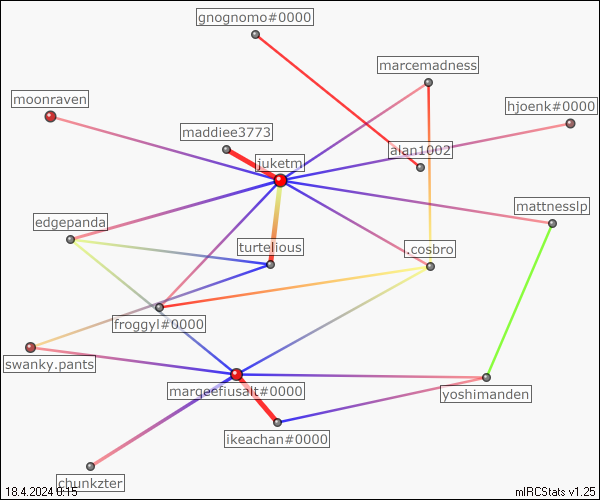 gnognomo#0000
marcemadness
moonraven
hjoenk#0000
maddiee3773
alan1002
juketm
mattnesslp
edgepanda
turtelious
.cosbro
froggyl#0000
swanky.pants
margeefiusalt#0000
yoshimanden
ikeachan#0000
chunkzter
18.4.2024 0:15
mIRCStats v1.25